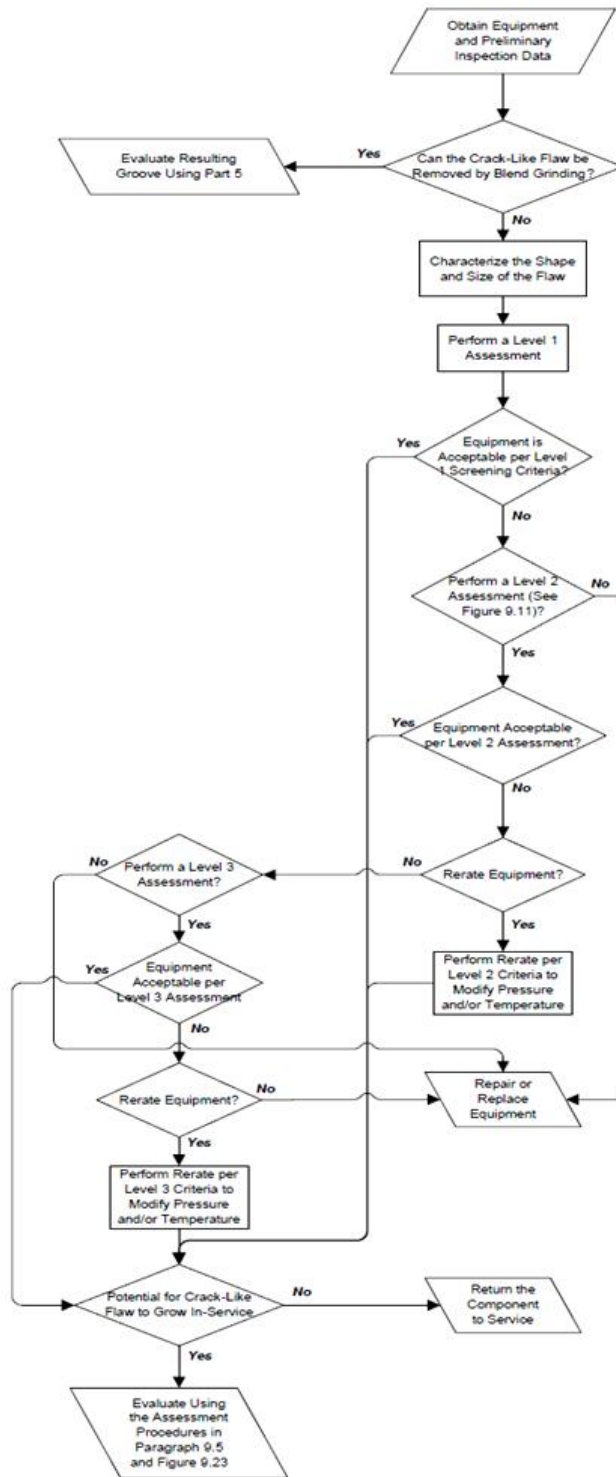 Obtain Equipment
and Preliminary
Inspection Data
Yes
Can the Crack-Like Flaw be
Removed by Blend Grinding?
Evaluate Resulting
Groove Using Part 5
No
Characterize the Shape
and Size of the Flaw
Perform a Level 1
Assessment
Yes
Equipment is
Acceptable per Level
1 Screening Criteria?
No
Perform a Level 2
Assessment (See
Figure 9.11)?
No
Yes
Yes
Equipment Acceptable
per Level 2 Assessment?
No
No
Perform a Level 3
Assessment?
No
Rerate Equipment?
Yes
Yes
Yes
Equipment
Acceptable per
Level 3 Assessment
Perform Rerate per
Level 2 Criteria to
Modify Pressure
and/or Temperature
No
Rerate Equipment?
No
Repair or
Replace
Equipment
Yes
Perform Rerate per
Level 3 Criteria to
Modify Pressure
and/or Temperature
Potential for Crack-Like
Flaw to Grow In-Service
No
Return the
Component
to Service
Yes
Evaluate Using
the Assessment
Procedures in
Paragraph 9.5
and Figure 9.23